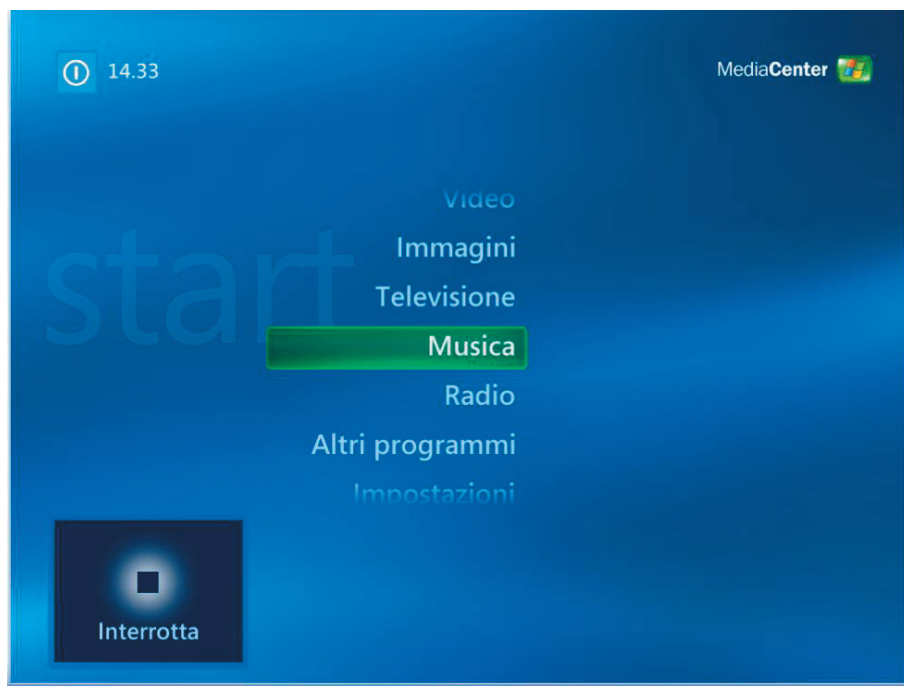 14.33
MediaCenter
start
Video
Immagini
Televisione
Musica
Radio
Altri programmi
Impostazioni
Interrotta